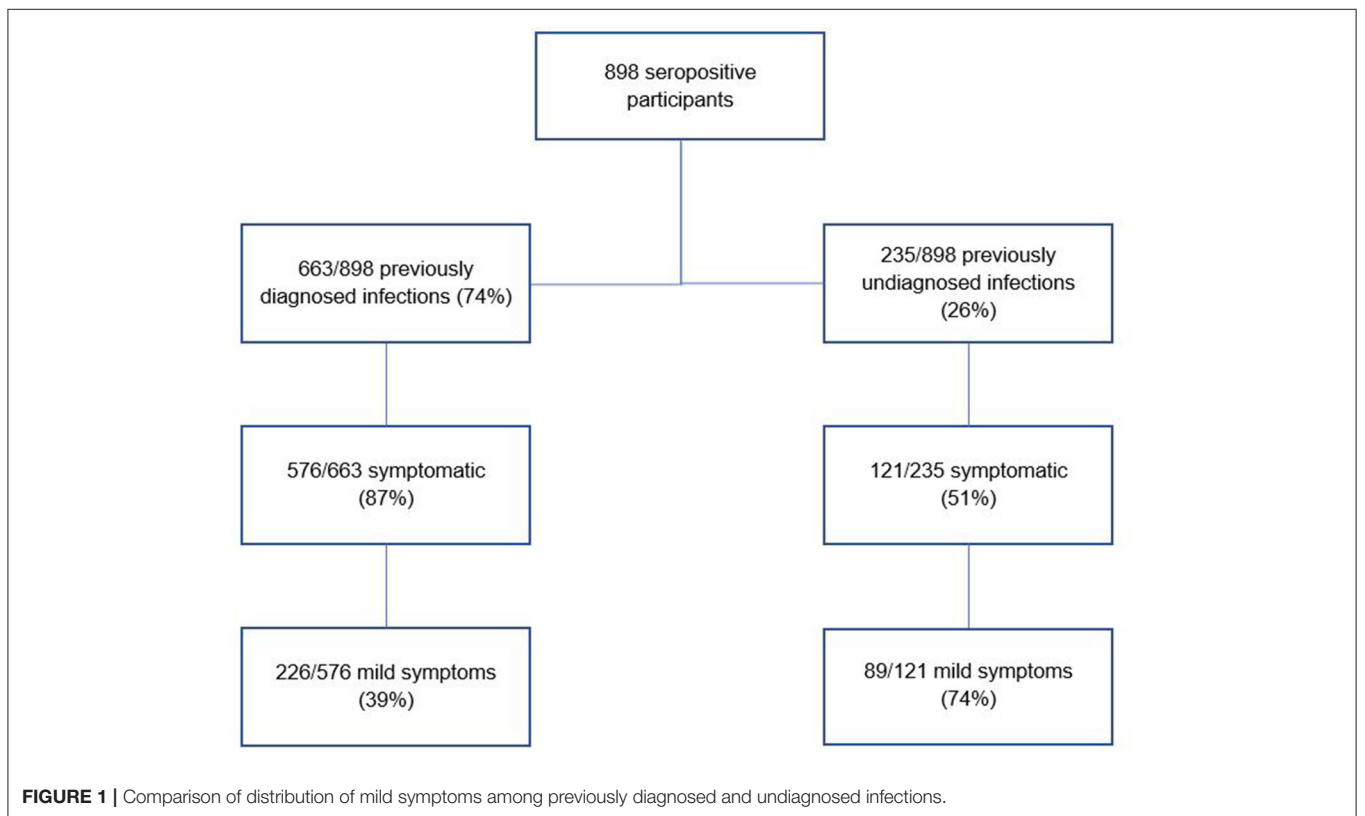 898 seropositive
participants
663/898 previously
diagnosed infections (74%)
235/898 previously
undiagnosed infections
(26%)
576/663 symptomatic
(87%)
121/235 symptomatic
(51%)
226/576 mild symptoms
(39%)
89/121 mild symptoms
(74%)
FIGURE 1 | Comparison of distribution of mild symptoms among previously diagnosed and undiagnosed infections.